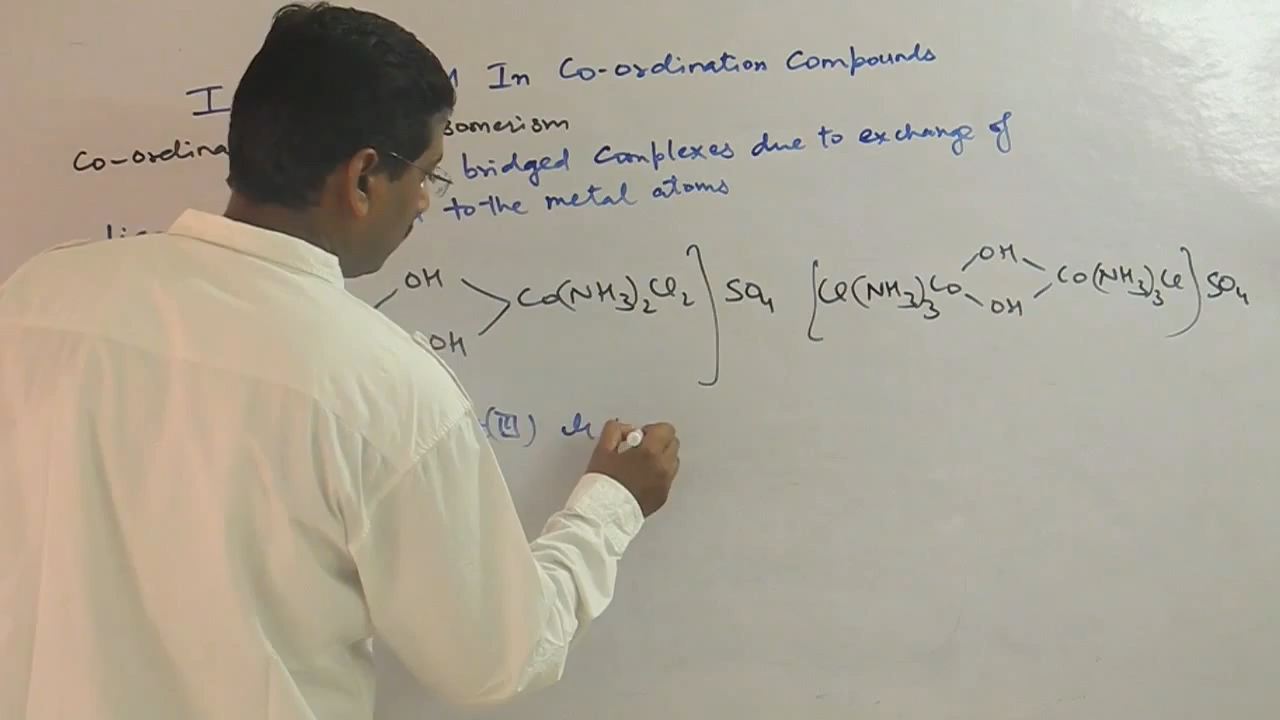 I In Co-ordination Compounds
Co-ordina somerism
bridged complexes due to exchange of
to the metal atoms
OH OH
Co(NH3)2Cl2] SO4 [Cl(NH3)3Co Co(NH3)3Cl] SO4
OH OH
(III)